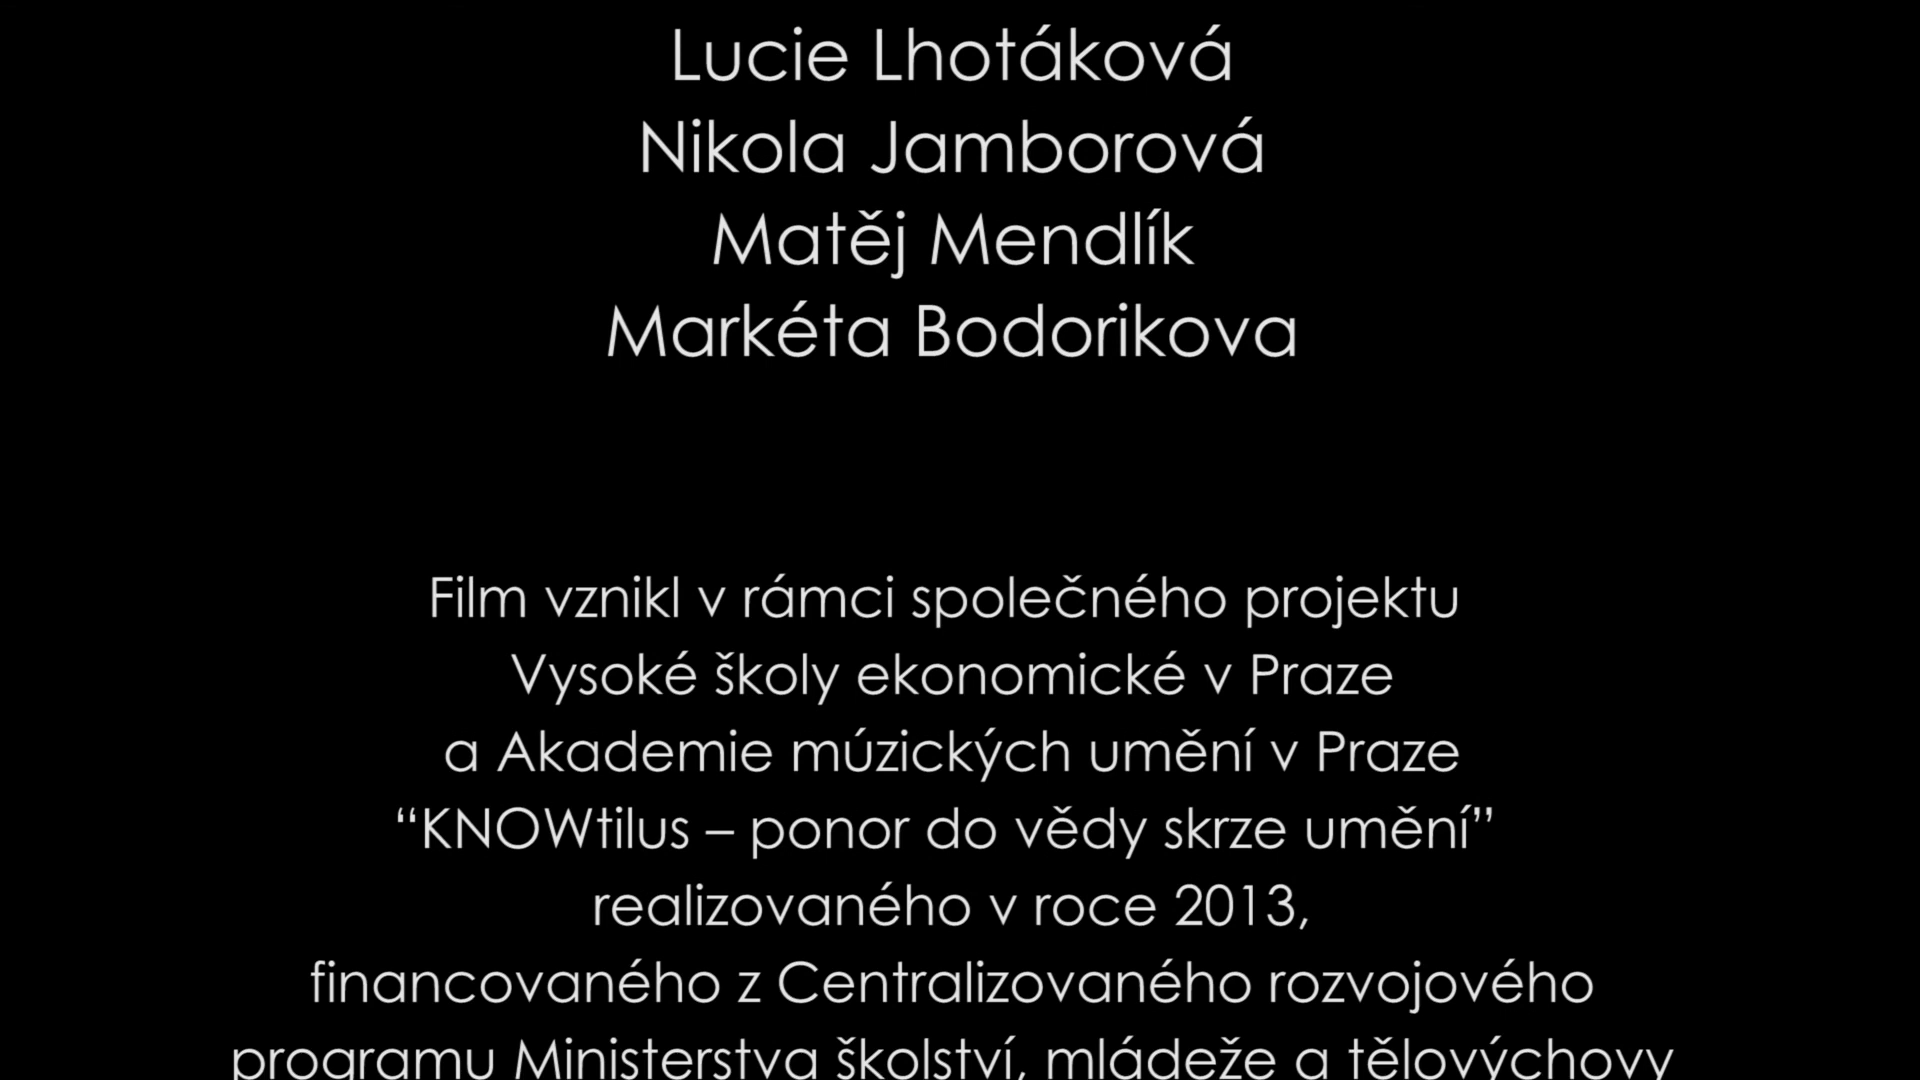 Lucie Lhotáková
Nikola Jamborová
Matěj Mendlík
Markéta Bodorikova
Film vznikl v rámci společného projektu
Vysoké školy ekonomické v Praze
a Akademie múzických umění v Praze
“KNOWtilus – ponor do vědy skrze umění”
realizovaného v roce 2013,
financovaného z Centralizovaného rozvojového
programu Ministerstva školství, mládeže a tělovýchovy